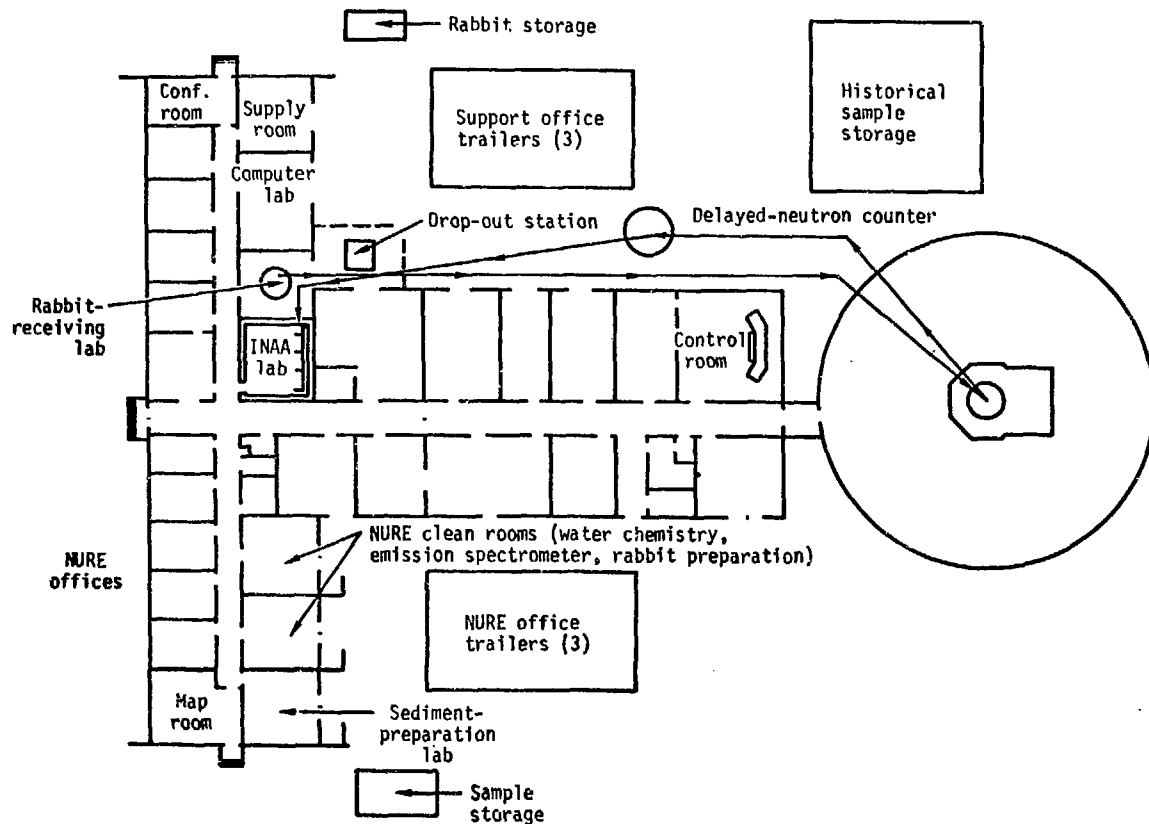 Rabbit storage
Conf.
room
Supply
room
Support office
trailers (3)
Historical
sample
storage
Computer
lab
Drop-out station
Delayed-neutron counter
Rabbit-
receiving
lab
INAA
lab
Control
room
NURE clean rooms (water chemistry,
emission spectrometer, rabbit preparation)
NURE
offices
NURE office
trailers (3)
Map
room
Sediment-
preparation
lab
Sample
storage